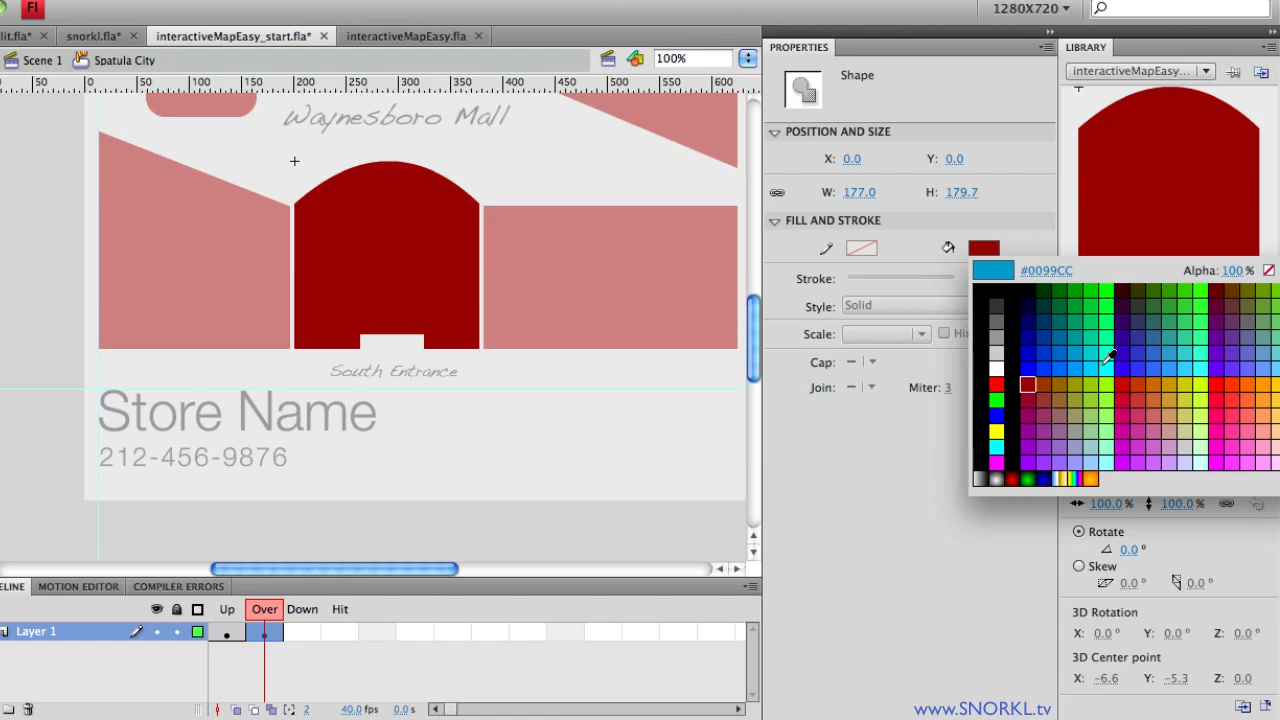 Fl
1280X720
lit.fla*
snorkl.fla*
interactiveMapEasy_start.fla*
interactiveMapEasy.fla
Scene 1
Spatula City
100%
50 0 50 100 150 200 250 300 350 400 450 500 550 600
Waynesboro Mall
South Entrance
Store Name
212-456-9876
PROPERTIES
Shape
POSITION AND SIZE
X: 0.0 Y: 0.0
W: 177.0 H: 179.7
FILL AND STROKE
Stroke:
Style: Solid
Scale:
Cap:
Join: Miter: 3
LIBRARY
interactiveMapEasy...
#0099CC Alpha: 100 %
100.0 % 100.0 %
Rotate
0.0 °
Skew
0.0 ° 0.0 °
3D Rotation
X: 0.0 ° Y: 0.0 ° Z: 0.0 °
3D Center point
X: -6.6 Y: -5.3 Z: 0.0
ELINE
MOTION EDITOR
COMPILER ERRORS
Up Over Down Hit
Layer 1
2 40.0 fps 0.0 s
www.SNORKL.tv